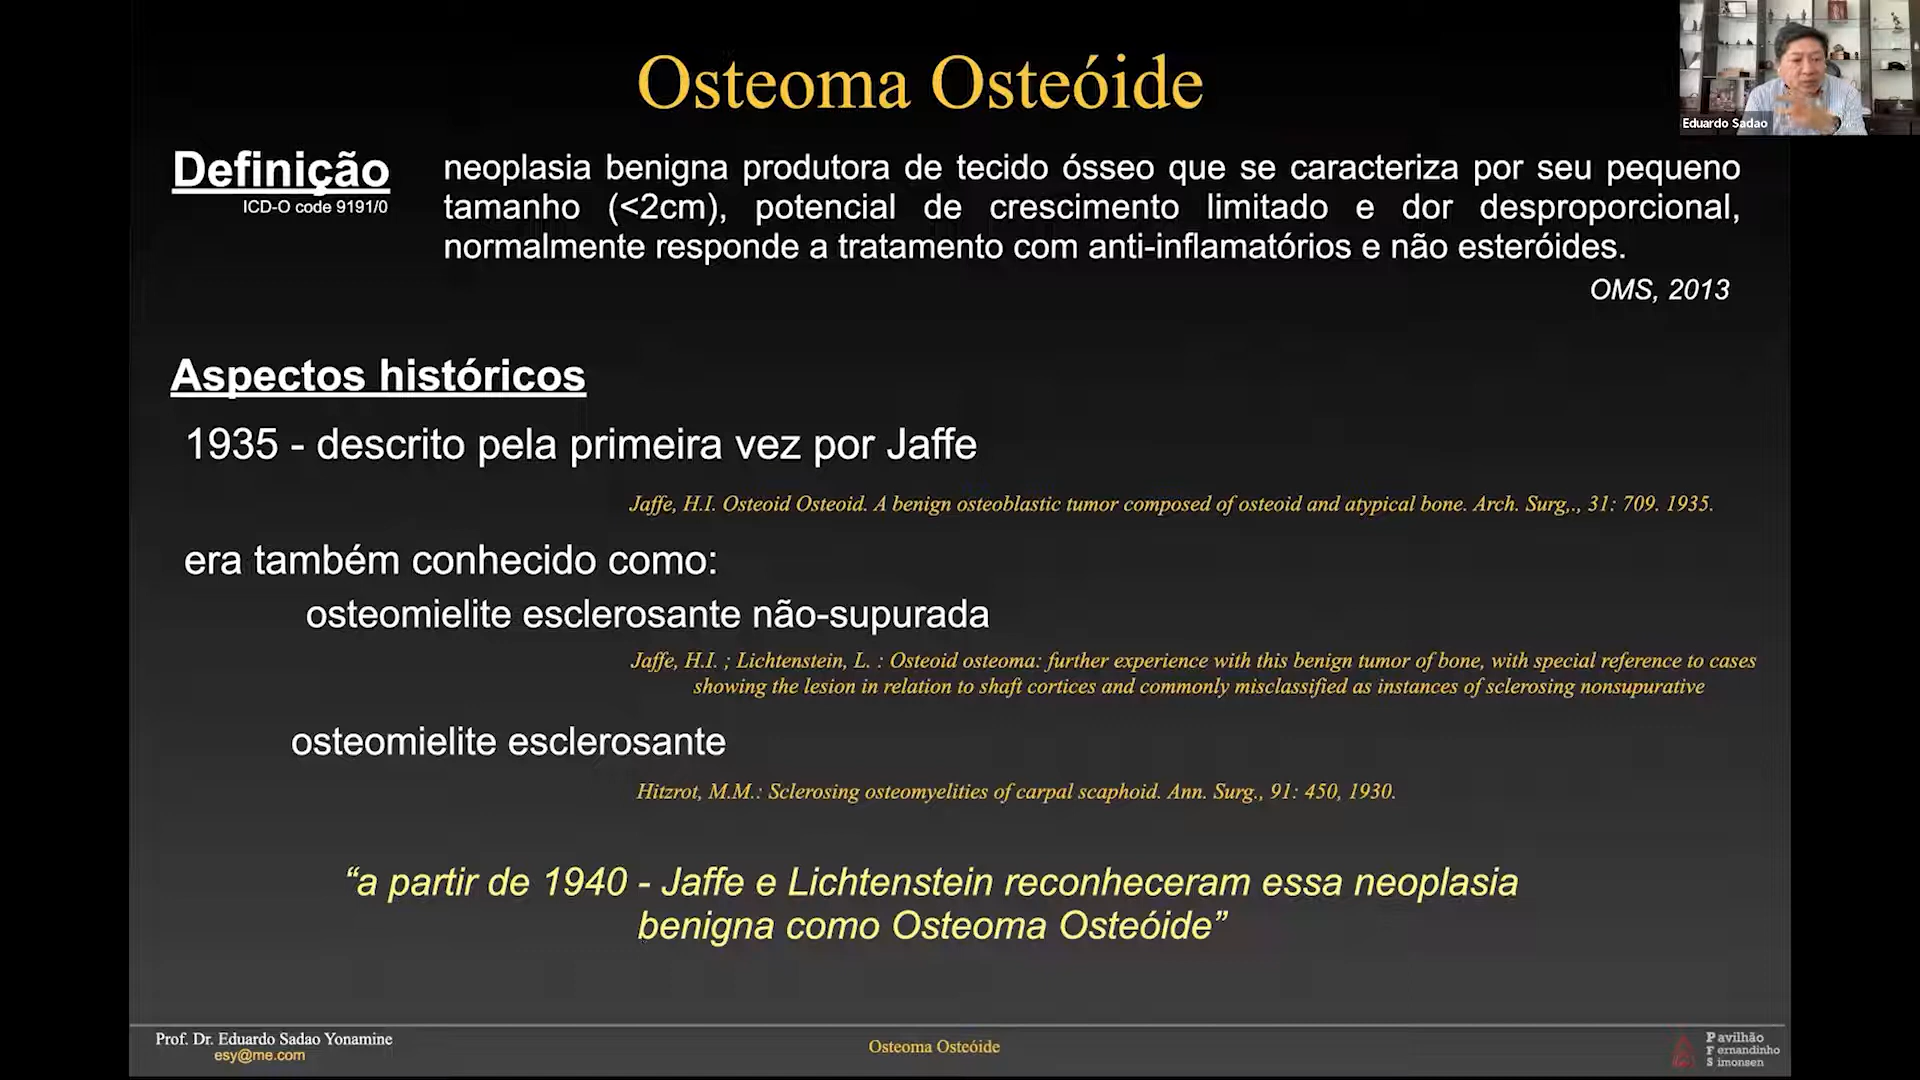 Osteoma Osteóide
Eduardo Sadao
Definição
ICD-O code 9191/0
neoplasia benigna produtora de tecido ósseo que se caracteriza por seu pequeno
tamanho (<2cm), potencial de crescimento limitado e dor desproporcional,
normalmente responde a tratamento com anti-inflamatórios e não esteróides.
OMS, 2013
Aspectos históricos
1935 - descrito pela primeira vez por Jaffe
Jaffe, H.I. Osteoid Osteoid. A benign osteoblastic tumor composed of osteoid and atypical bone. Arch. Surg,., 31: 709. 1935.
era também conhecido como:
osteomielite esclerosante não-supurada
Jaffe, H.I. ; Lichtenstein, L. : Osteoid osteoma: further experience with this benign tumor of bone, with special reference to cases
showing the lesion in relation to shaft cortices and commonly misclassified as instances of sclerosing nonsupurative
osteomielite esclerosante
Hitzrot, M.M.: Sclerosing osteomyelities of carpal scaphoid. Ann. Surg., 91: 450, 1930.
“a partir de 1940 - Jaffe e Lichtenstein reconheceram essa neoplasia
benigna como Osteoma Osteóide”
Prof. Dr. Eduardo Sadao Yonamine
esy@me.com
Osteoma Osteóide
Pavilhão
Fernandinho
Simonsen